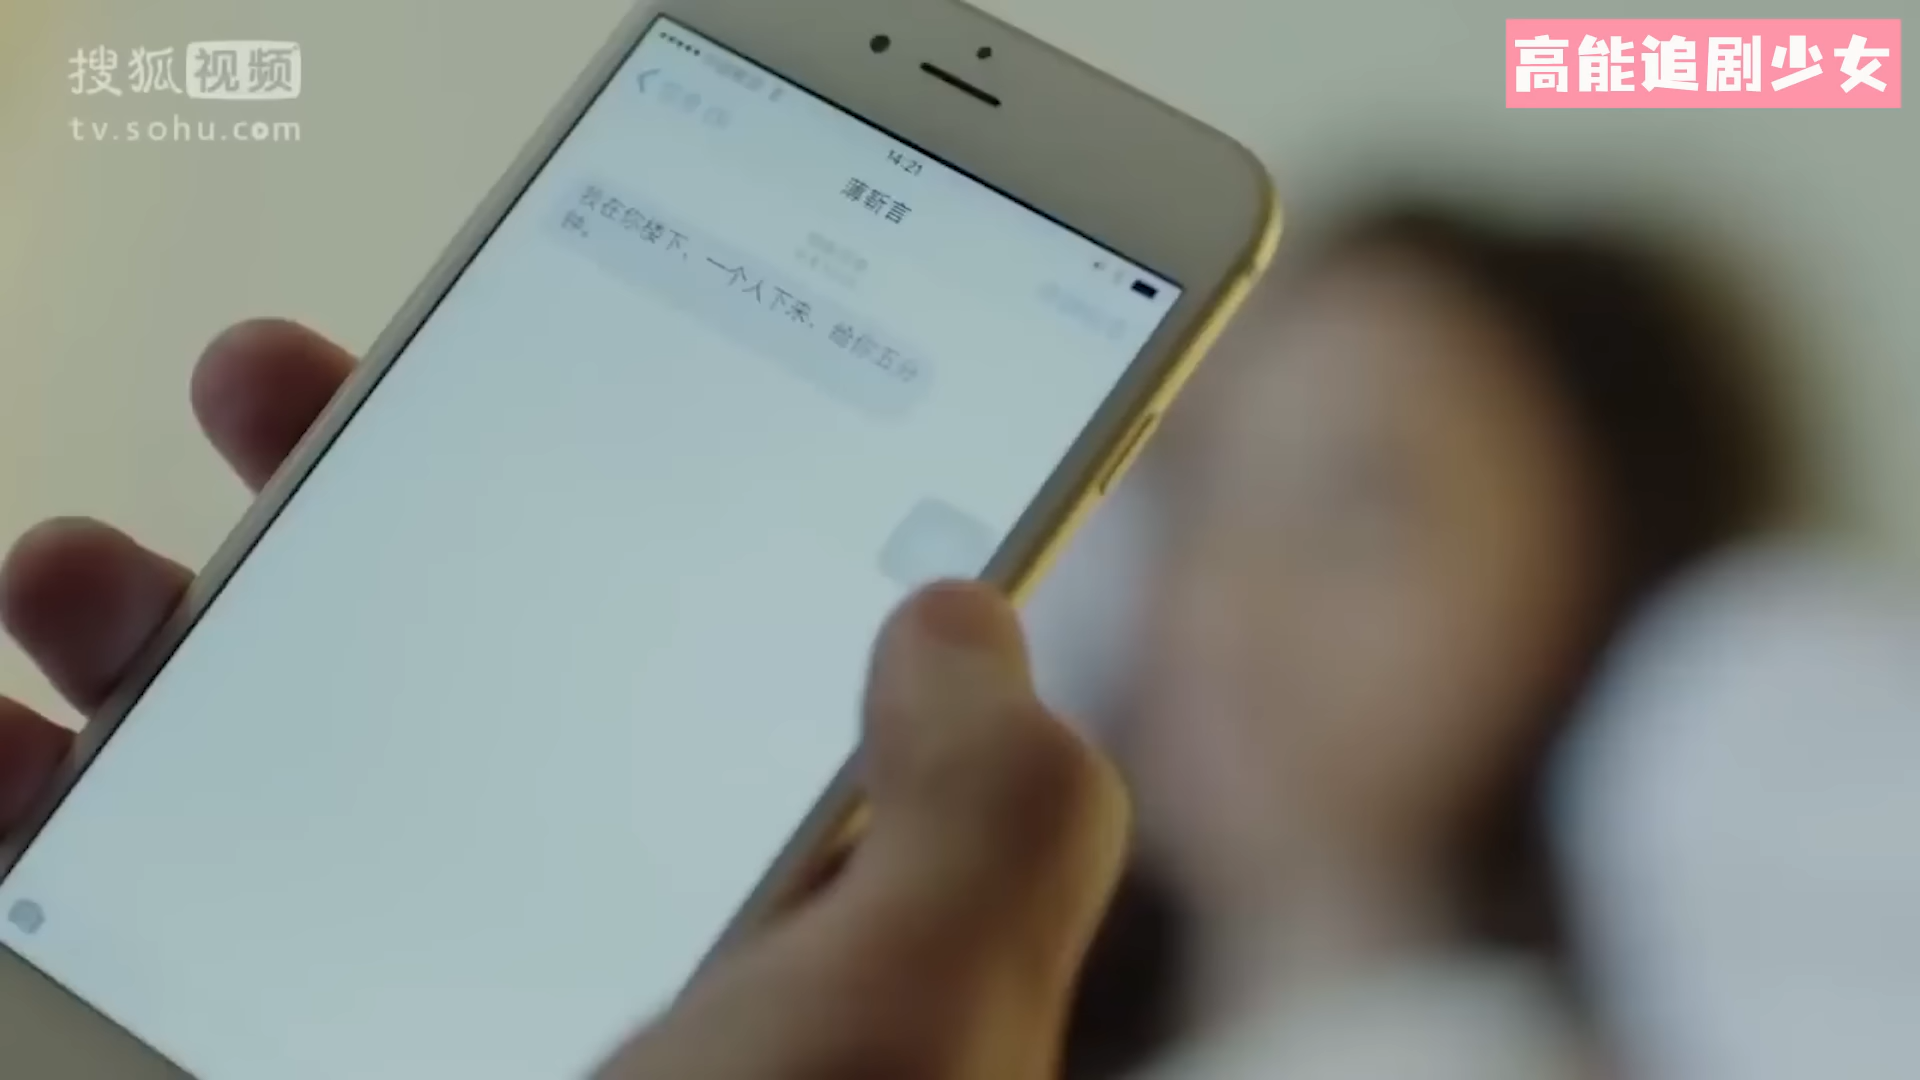 搜狐视频
tv.sohu.com
高能追剧少女
14:21
薄靳言
我在你楼下、一个人下来、给你五分
钟。